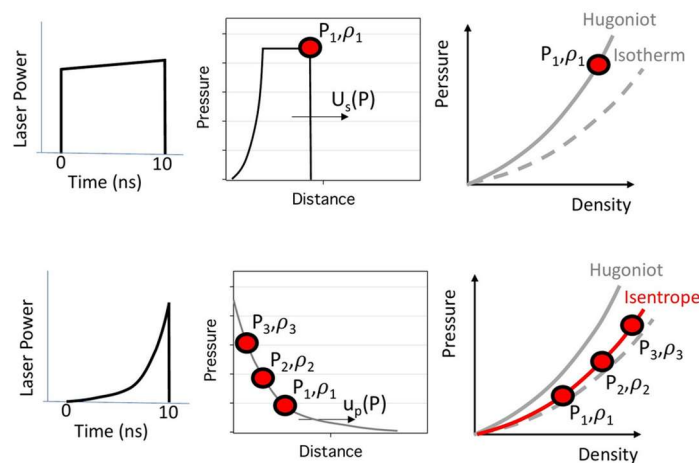 Laser Power
0
10
Time (ns)
Pressure
P₁,ρ₁
Uₛ(P)
Distance
Perssure
Hugoniot
P₁,ρ₁
Isotherm
Density
Laser Power
0
10
Time (ns)
Pressure
P₃,ρ₃
P₂,ρ₂
P₁,ρ₁
uₚ(P)
Distance
Pressure
Hugoniot
Isentrope
P₃,ρ₃
P₂,ρ₂
P₁,ρ₁
Density